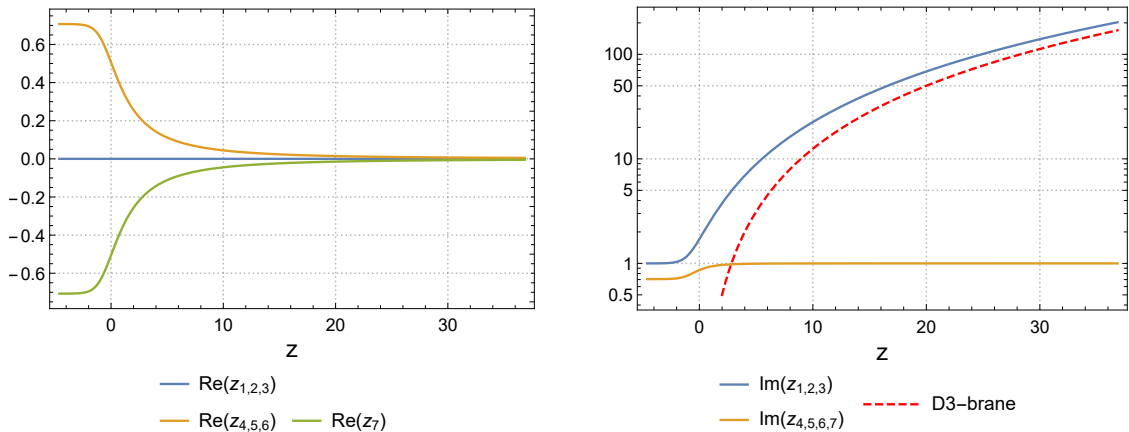 0.6
0.4
0.2
0.0
−0.2
−0.4
−0.6
0 10 20 30
z
Re(z1,2,3)
Re(z4,5,6) Re(z7)
100
50
10
5
1
0.5
0 10 20 30
z
Im(z1,2,3)
Im(z4,5,6,7)
D3−brane